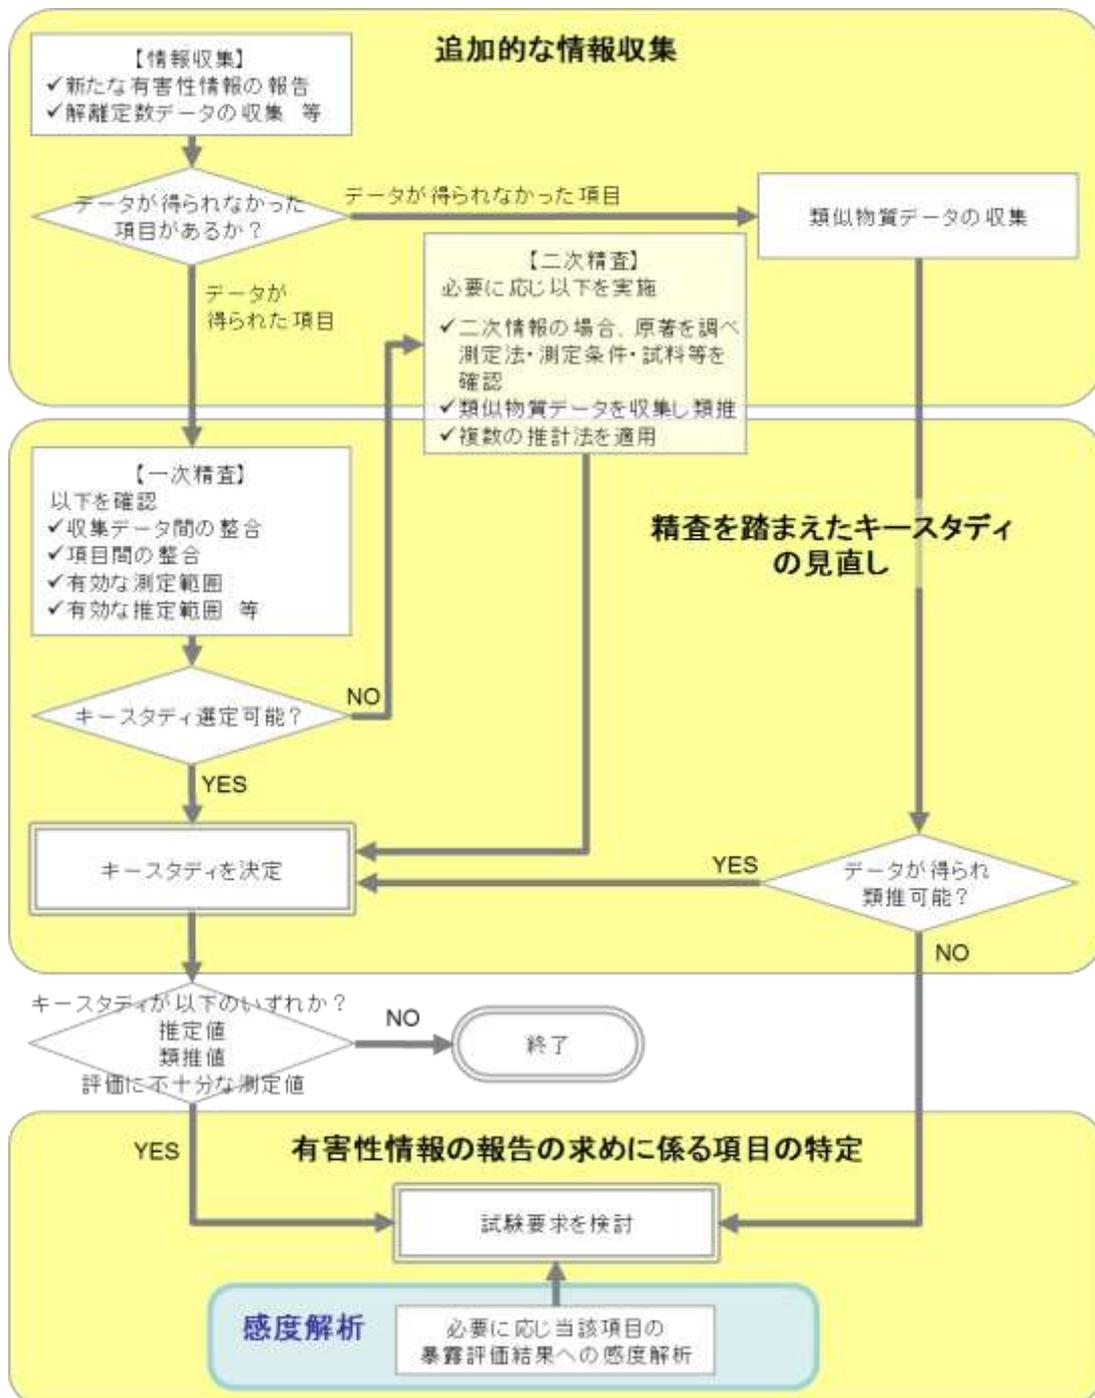 追加的な情報収集
【情報収集】
✓新たな有害性情報の報告
✓解離定数データの収集 等
データが得られなかった
項目があるか?
データが得られなかった項目
類似物質データの収集
データが
得られた項目
【二次精査】
必要に応じ以下を実施
✓二次情報の場合、原著を調べ
測定法・測定条件・試料等を
確認
✓類似物質データを収集し類推
✓複数の推計法を適用
【一次精査】
以下を確認
✓収集データ間の整合
✓項目間の整合
✓有効な測定範囲
✓有効な推定範囲 等
精査を踏まえたキースタディ
の見直し
キースタディ選定可能?
NO
YES
キースタディを決定
YES
データが得られ
類推可能?
NO
キースタディが以下のいずれか?
推定値
類推値
評価に不十分な測定値
NO
終了
YES
有害性情報の報告の求めに係る項目の特定
試験要求を検討
感度解析
必要に応じ当該項目の
暴露評価結果への感度解析